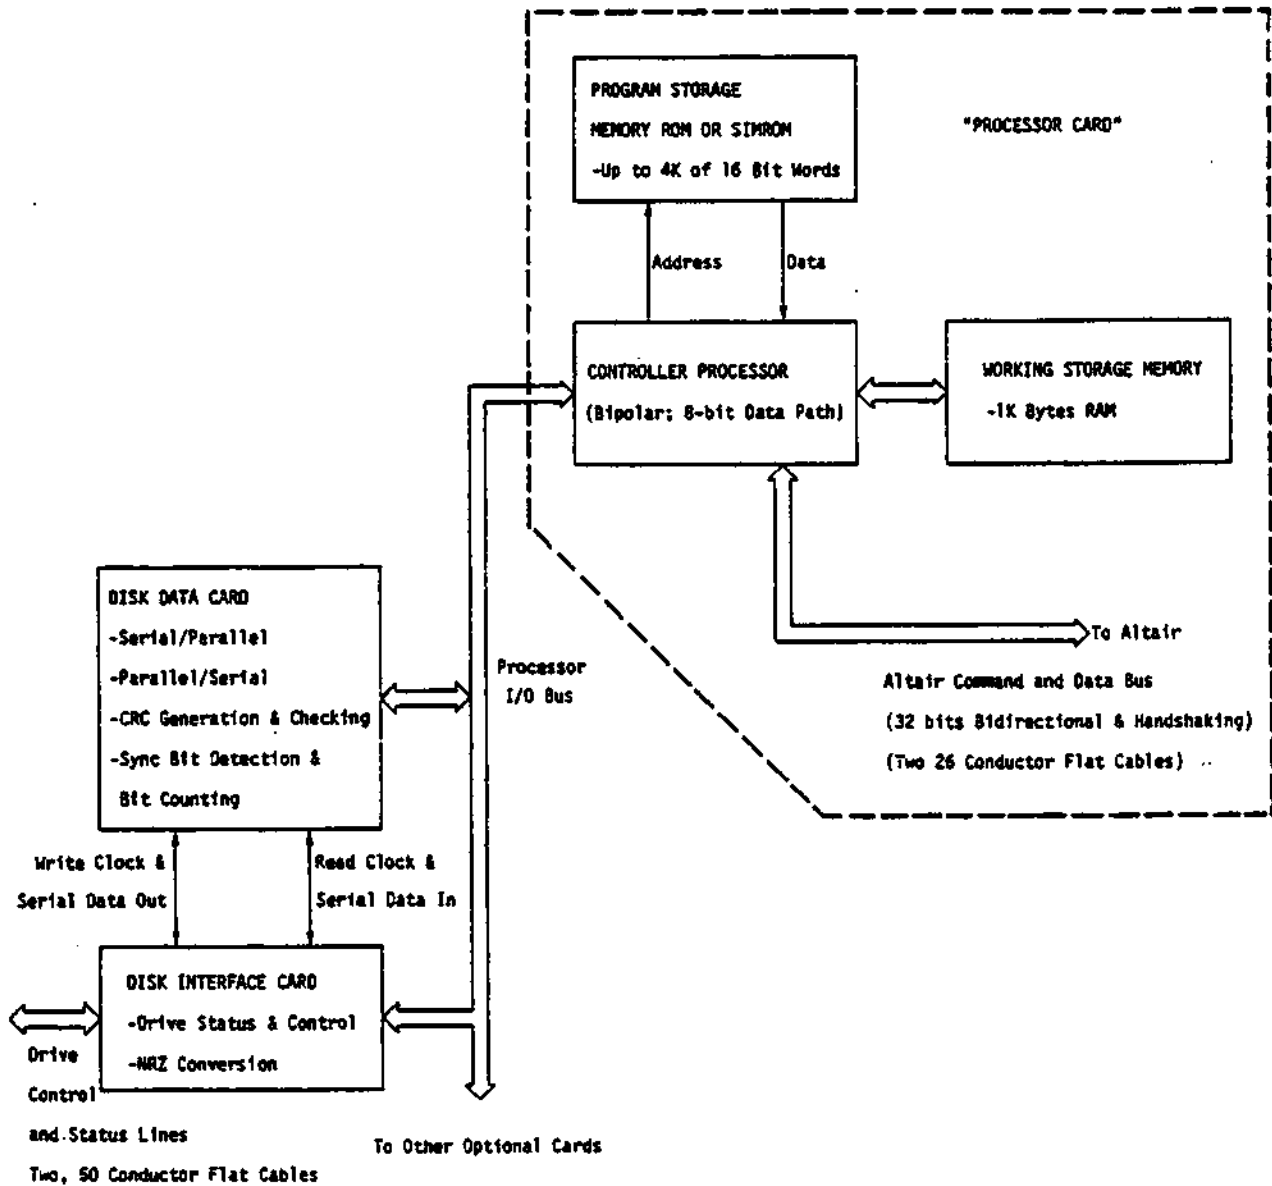 PROGRAM STORAGE
MEMORY ROM OR SIMROM
-Up to 4K of 16 Bit Words
"PROCESSOR CARD"
Address
Data
CONTROLLER PROCESSOR
(Bipolar; 8-bit Data Path)
WORKING STORAGE MEMORY
-1K Bytes RAM
To Altair
Altair Command and Data Bus
(32 bits Bidirectional & Handshaking)
(Two 26 Conductor Flat Cables)
Processor
I/O Bus
DISK DATA CARD
-Serial/Parallel
-Parallel/Serial
-CRC Generation & Checking
-Sync Bit Detection &
Bit Counting
Write Clock &
Serial Data Out
Read Clock &
Serial Data In
DISK INTERFACE CARD
-Drive Status & Control
-NRZ Conversion
Drive
Control
and Status Lines
Two, 50 Conductor Flat Cables
To Other Optional Cards